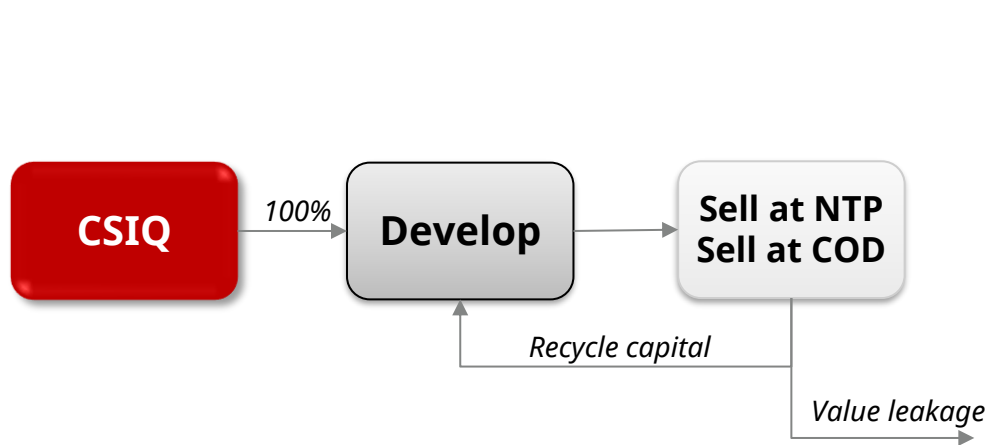 CSIQ
100%
Develop
Sell at NTP
Sell at COD
Recycle capital
Value leakage